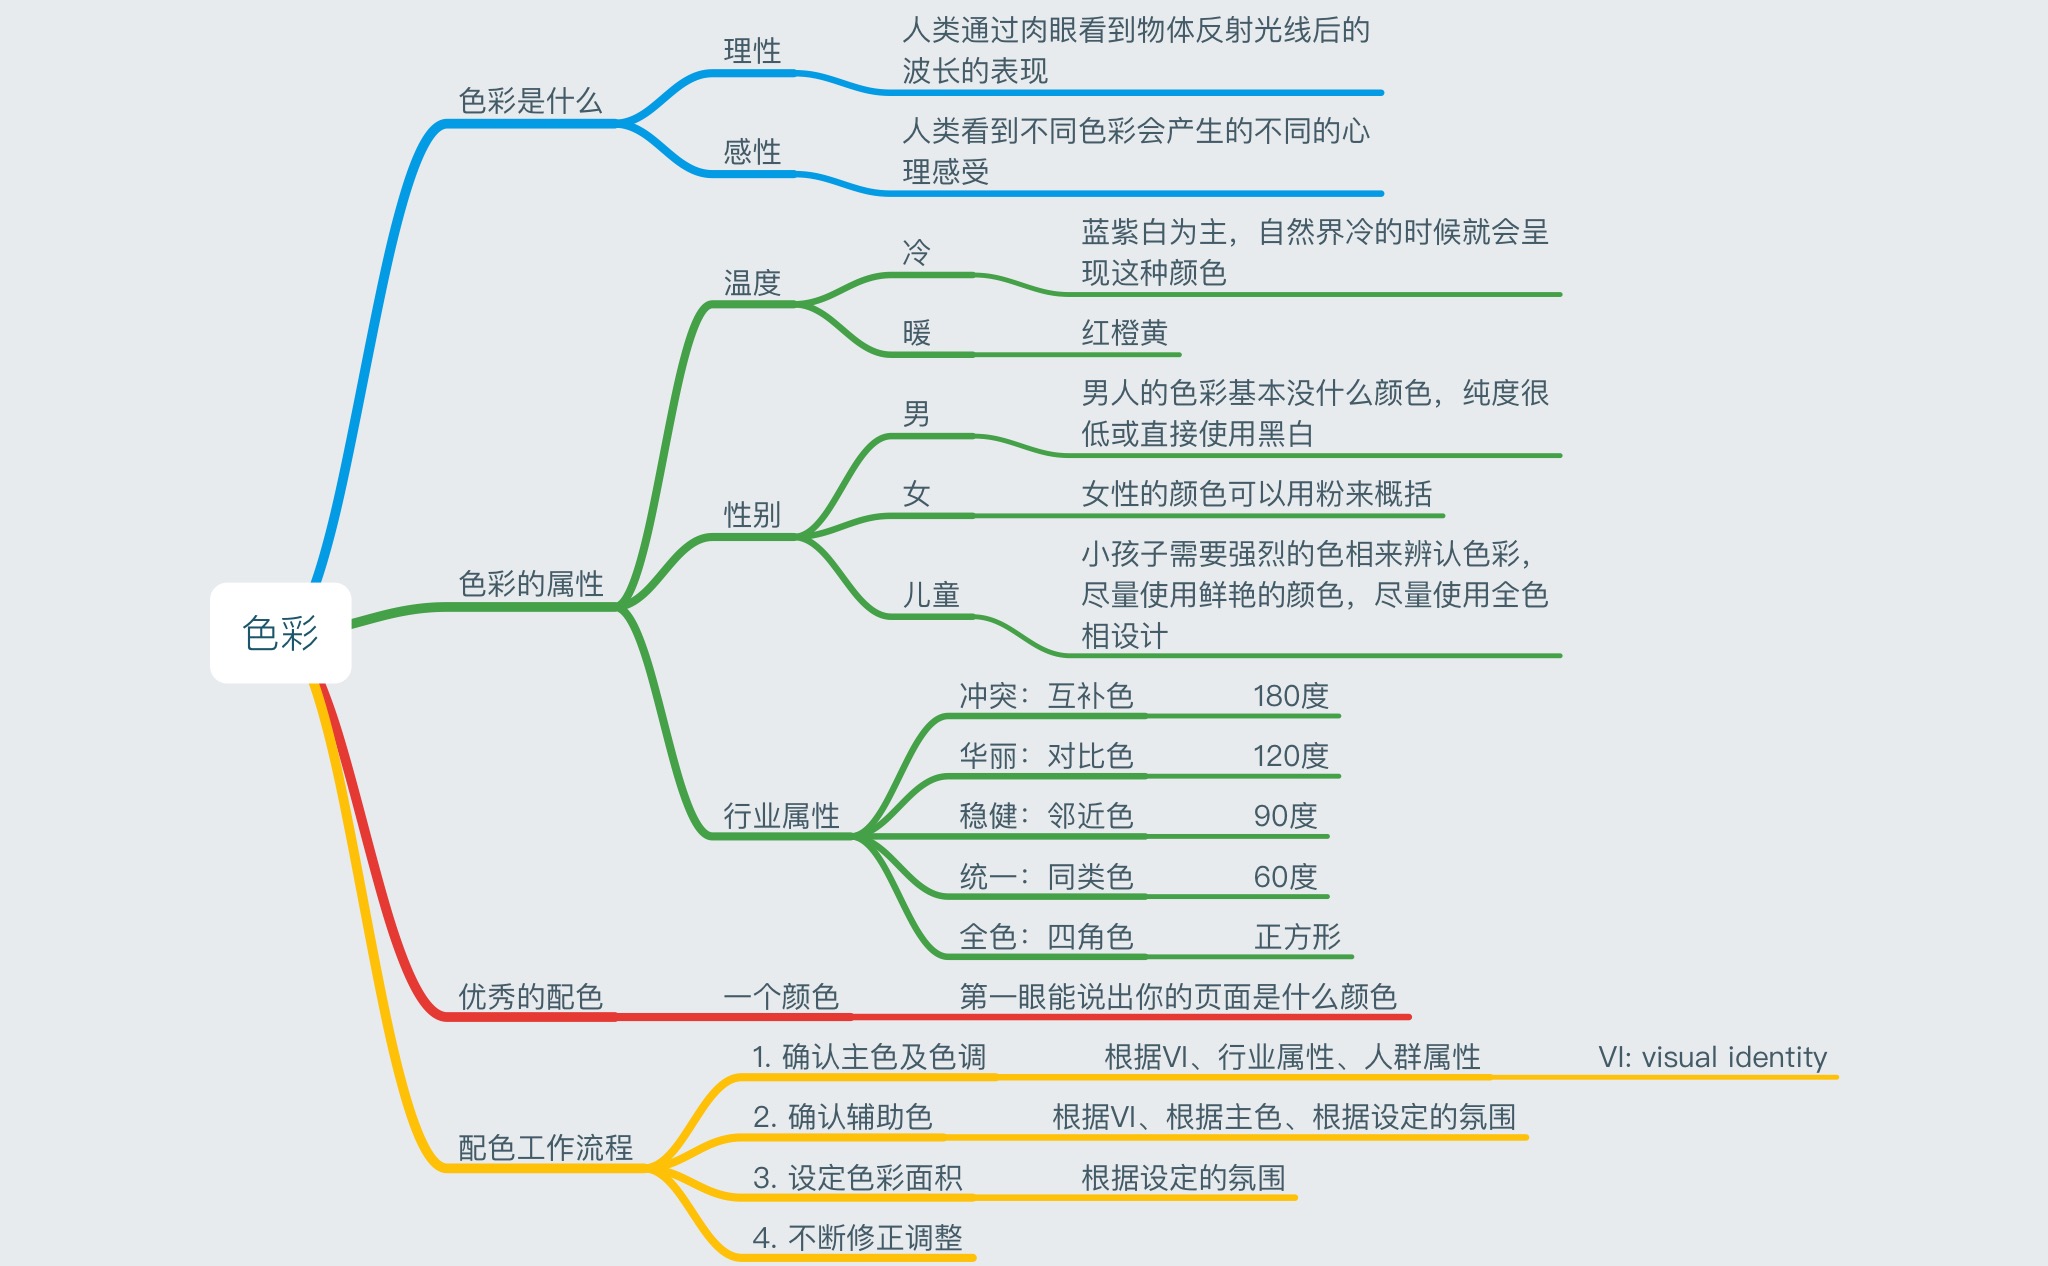 色彩
色彩是什么
理性
人类通过肉眼看到物体反射光线后的
波长的表现
感性
人类看到不同色彩会产生的不同的心
理感受
色彩的属性
温度
冷
蓝紫白为主，自然界冷的时候就会呈
现这种颜色
暖
红橙黄
性别
男
男人的色彩基本没什么颜色，纯度很
低或直接使用黑白
女
女性的颜色可以用粉来概括
儿童
小孩子需要强烈的色相来辨认色彩，
尽量使用鲜艳的颜色，尽量使用全色
相设计
行业属性
冲突：互补色
180度
华丽：对比色
120度
稳健：邻近色
90度
统一：同类色
60度
全色：四角色
正方形
优秀的配色
一个颜色
第一眼能说出你的页面是什么颜色
配色工作流程
1. 确认主色及色调
根据VI、行业属性、人群属性
VI: visual identity
2. 确认辅助色
根据VI、根据主色、根据设定的氛围
3. 设定色彩面积
根据设定的氛围
4. 不断修正调整